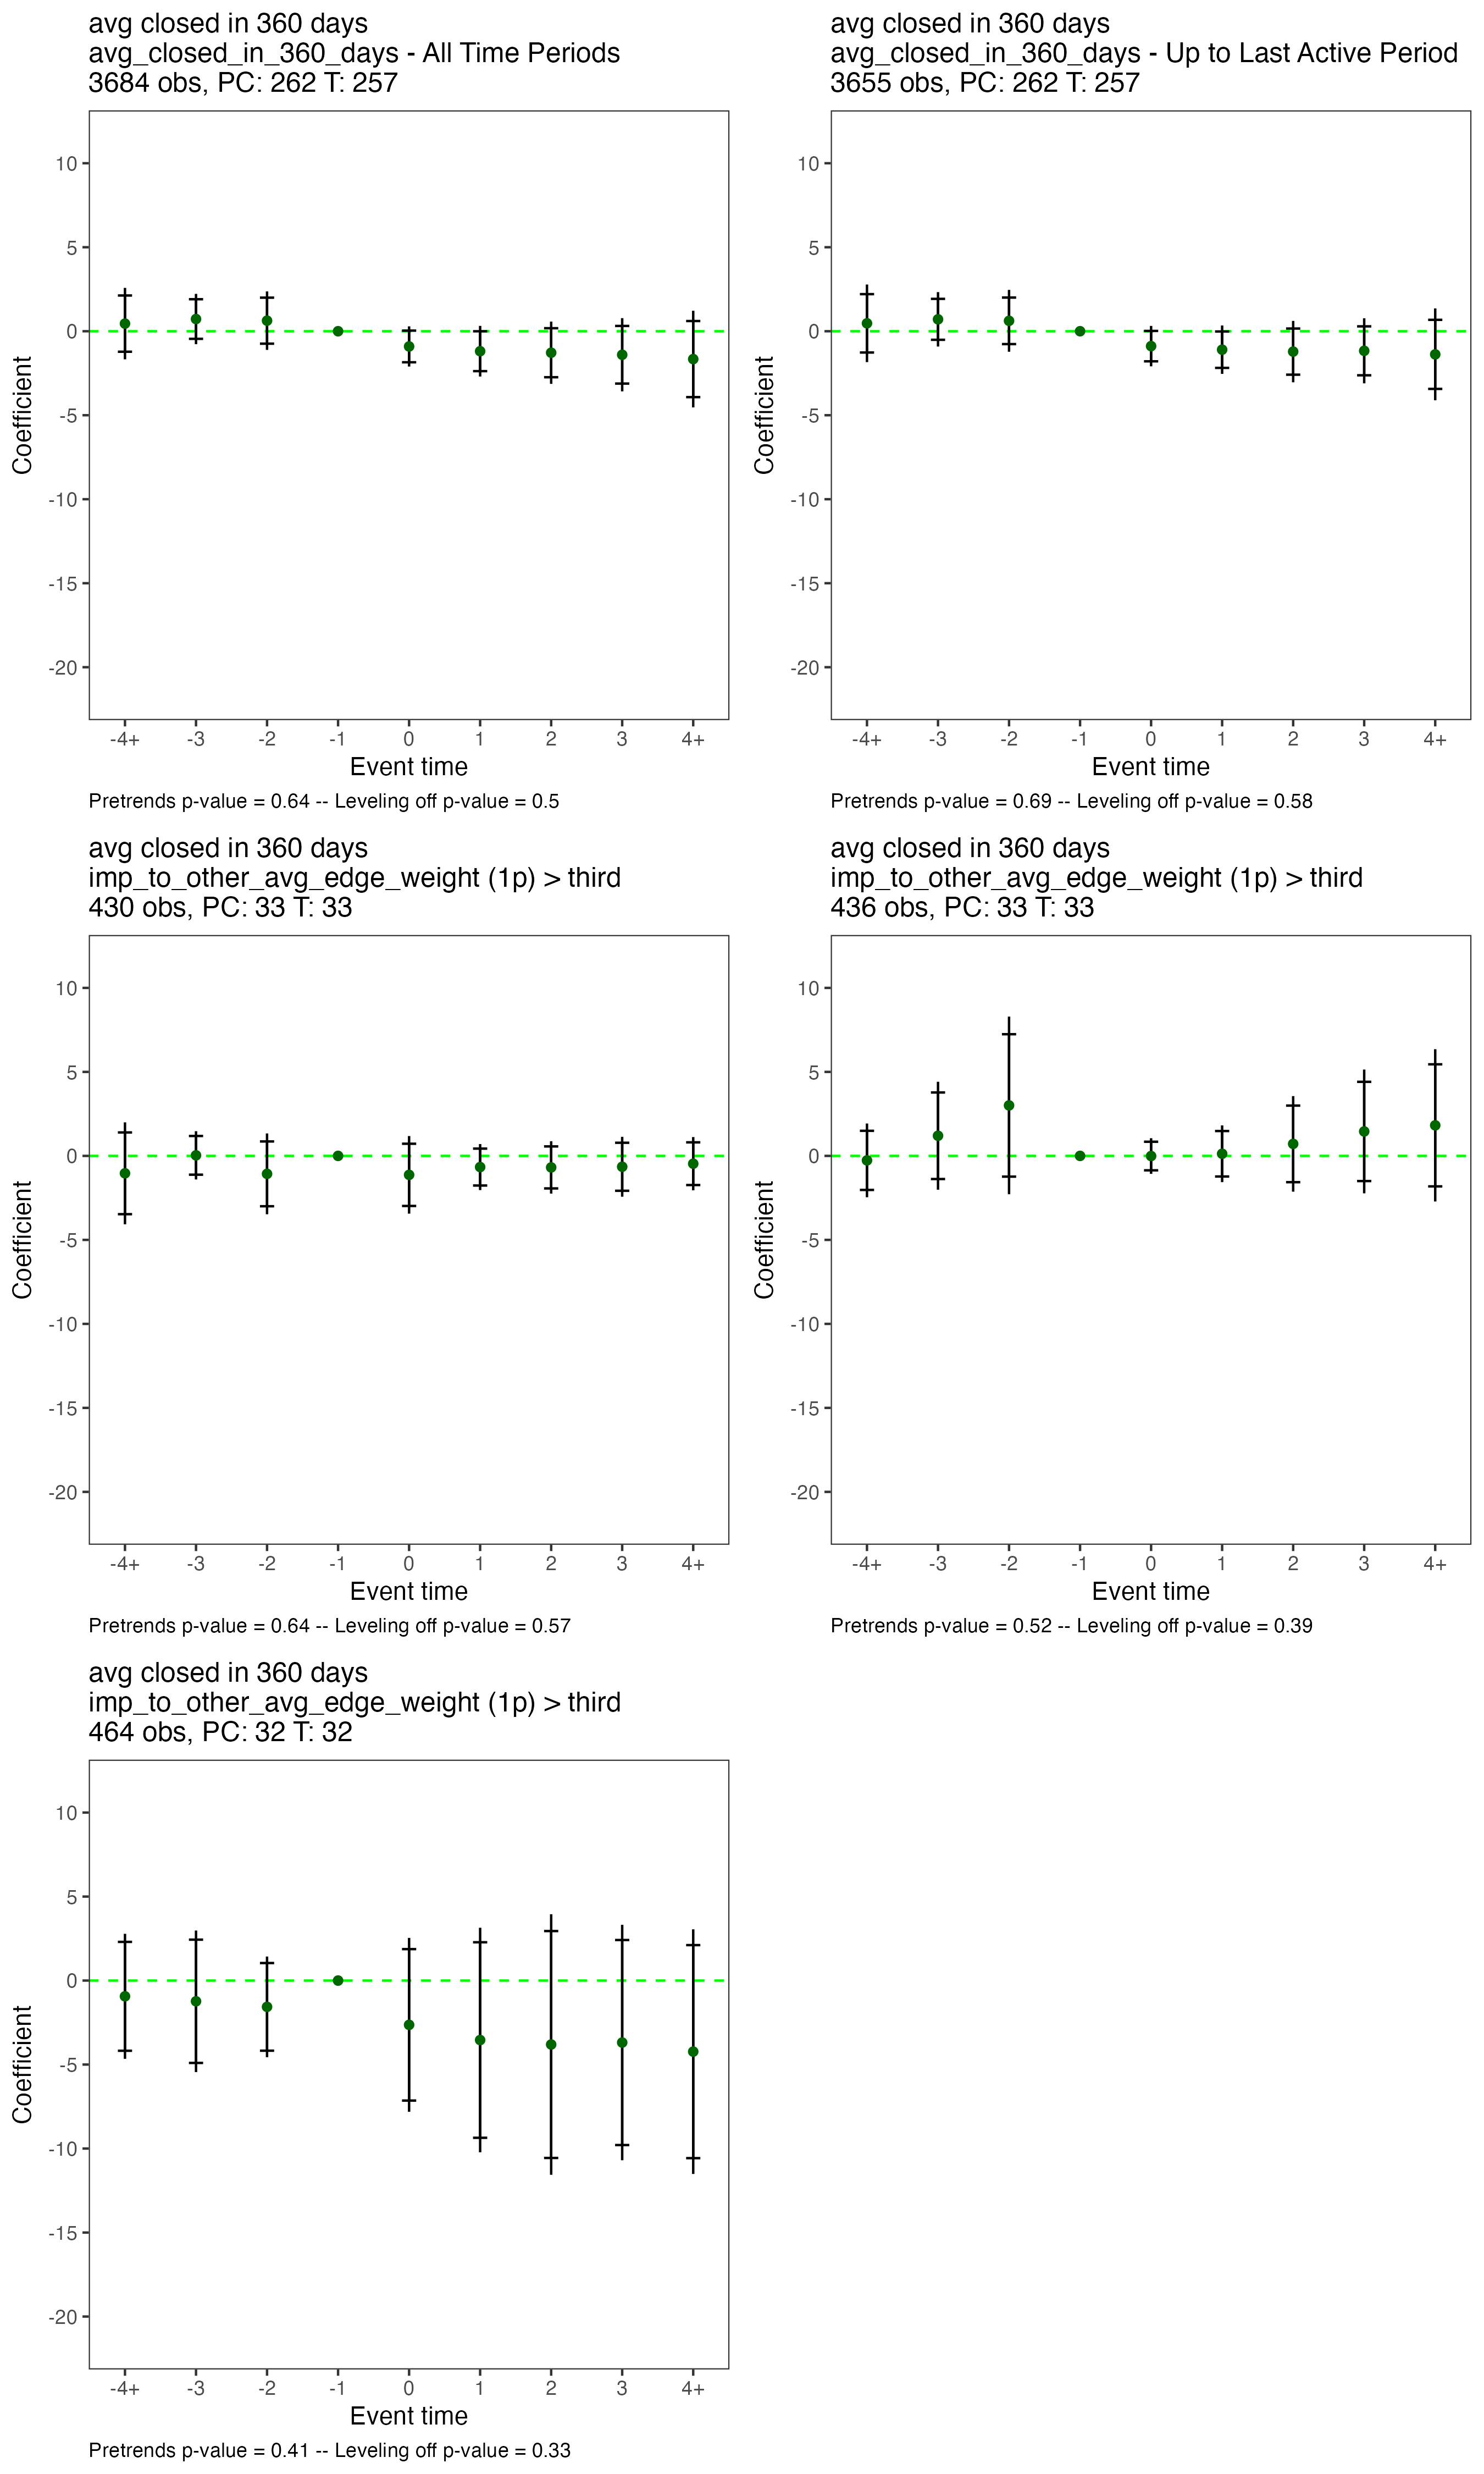 avg closed in 360 days
avg_closed_in_360_days - All Time Periods
3684 obs, PC: 262 T: 257
10
5
0
-5
-10
-15
-20
Coefficient
-4+ -3 -2 -1 0 1 2 3 4+
Event time
Pretrends p-value = 0.64 -- Leveling off p-value = 0.5
avg closed in 360 days
avg_closed_in_360_days - Up to Last Active Period
3655 obs, PC: 262 T: 257
10
5
0
-5
-10
-15
-20
Coefficient
-4+ -3 -2 -1 0 1 2 3 4+
Event time
Pretrends p-value = 0.69 -- Leveling off p-value = 0.58
avg closed in 360 days
imp_to_other_avg_edge_weight (1p) > third
430 obs, PC: 33 T: 33
10
5
0
-5
-10
-15
-20
Coefficient
-4+ -3 -2 -1 0 1 2 3 4+
Event time
Pretrends p-value = 0.64 -- Leveling off p-value = 0.57
avg closed in 360 days
imp_to_other_avg_edge_weight (1p) > third
436 obs, PC: 33 T: 33
10
5
0
-5
-10
-15
-20
Coefficient
-4+ -3 -2 -1 0 1 2 3 4+
Event time
Pretrends p-value = 0.52 -- Leveling off p-value = 0.39
avg closed in 360 days
imp_to_other_avg_edge_weight (1p) > third
464 obs, PC: 32 T: 32
10
5
0
-5
-10
-15
-20
Coefficient
-4+ -3 -2 -1 0 1 2 3 4+
Event time
Pretrends p-value = 0.41 -- Leveling off p-value = 0.33